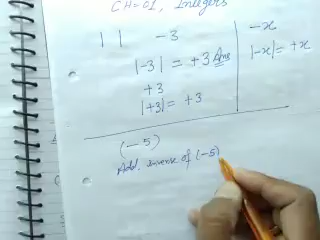 CH=01, Integers
| | -3
|-3| = +3 Ans
+3
|+3| = +3
-x
|-x| = +x
(-5)
Add. inverse of (-5)